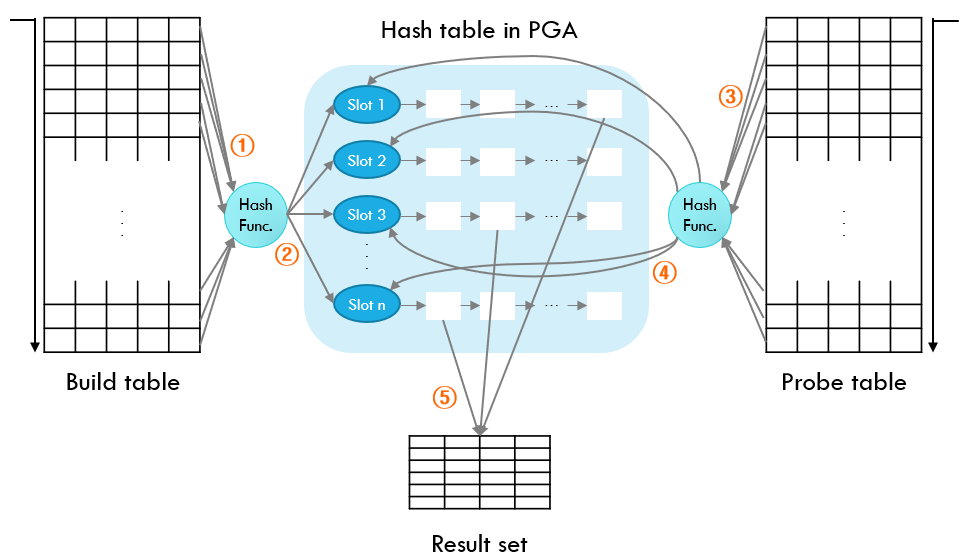 Hash table in PGA
Slot 1
...
③
①
Slot 2
...
Hash
Func.
Slot 3
...
Hash
Func.
②
④
Slot n
...
Build table
Probe table
⑤
Result set